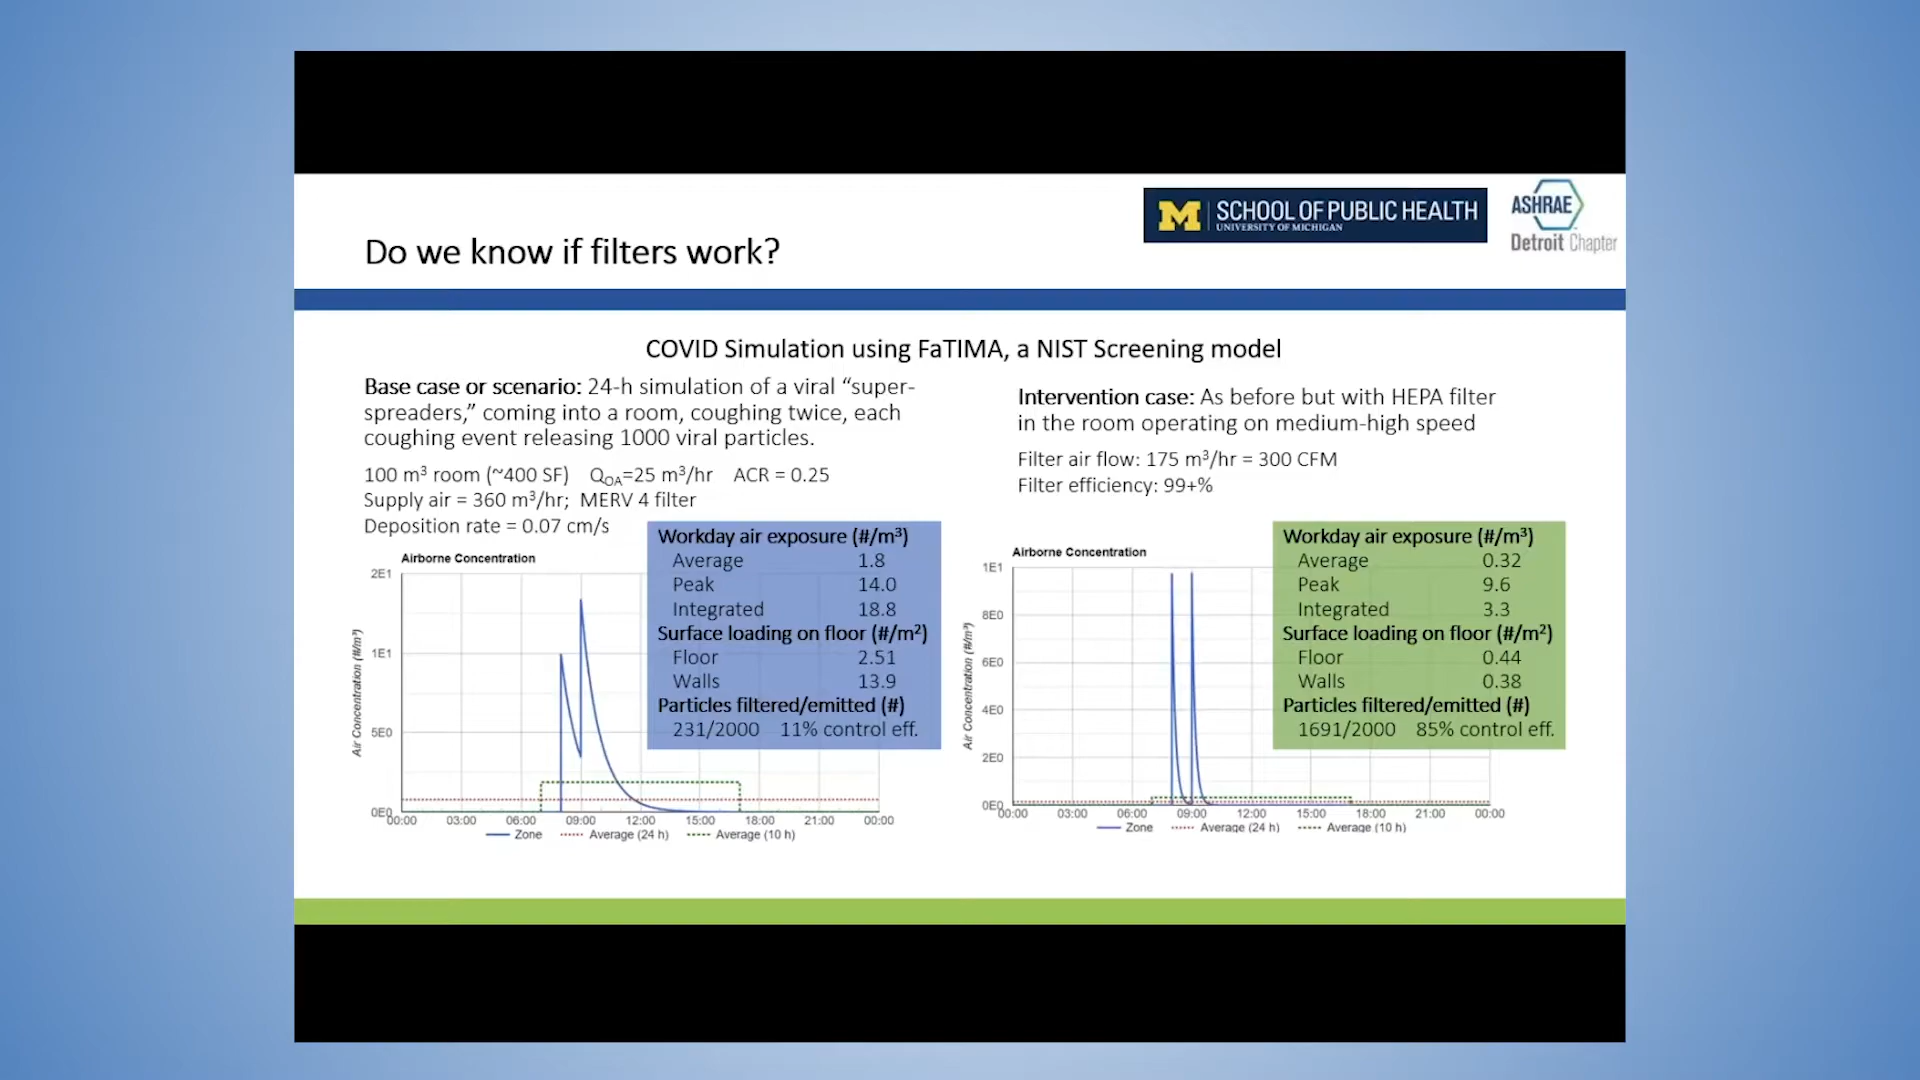 M SCHOOL OF PUBLIC HEALTH
UNIVERSITY OF MICHIGAN
ASHRAE
Detroit Chapter
Do we know if filters work?
COVID Simulation using FaTIMA, a NIST Screening model
Base case or scenario: 24-h simulation of a viral “super-
spreaders,” coming into a room, coughing twice, each
coughing event releasing 1000 viral particles.
100 m³ room (~400 SF) QOA=25 m³/hr ACR = 0.25
Supply air = 360 m³/hr; MERV 4 filter
Deposition rate = 0.07 cm/s
Workday air exposure (#/m³)
Average 1.8
Peak 14.0
Integrated 18.8
Surface loading on floor (#/m²)
Floor 2.51
Walls 13.9
Particles filtered/emitted (#)
231/2000 11% control eff.
Airborne Concentration
Air Concentration (#/m³)
2E1
1E1
5E0
0E0
00:00 03:00 06:00 09:00 12:00 15:00 18:00 21:00 00:00
Zone Average (24 h) Average (10 h)
Intervention case: As before but with HEPA filter
in the room operating on medium-high speed
Filter air flow: 175 m³/hr = 300 CFM
Filter efficiency: 99+%
Workday air exposure (#/m³)
Average 0.32
Peak 9.6
Integrated 3.3
Surface loading on floor (#/m²)
Floor 0.44
Walls 0.38
Particles filtered/emitted (#)
1691/2000 85% control eff.
Airborne Concentration
Air Concentration (#/m³)
1E1
8E0
6E0
4E0
2E0
0E0
00:00 03:00 06:00 09:00 12:00 15:00 18:00 21:00 00:00
Zone Average (24 h) Average (10 h)